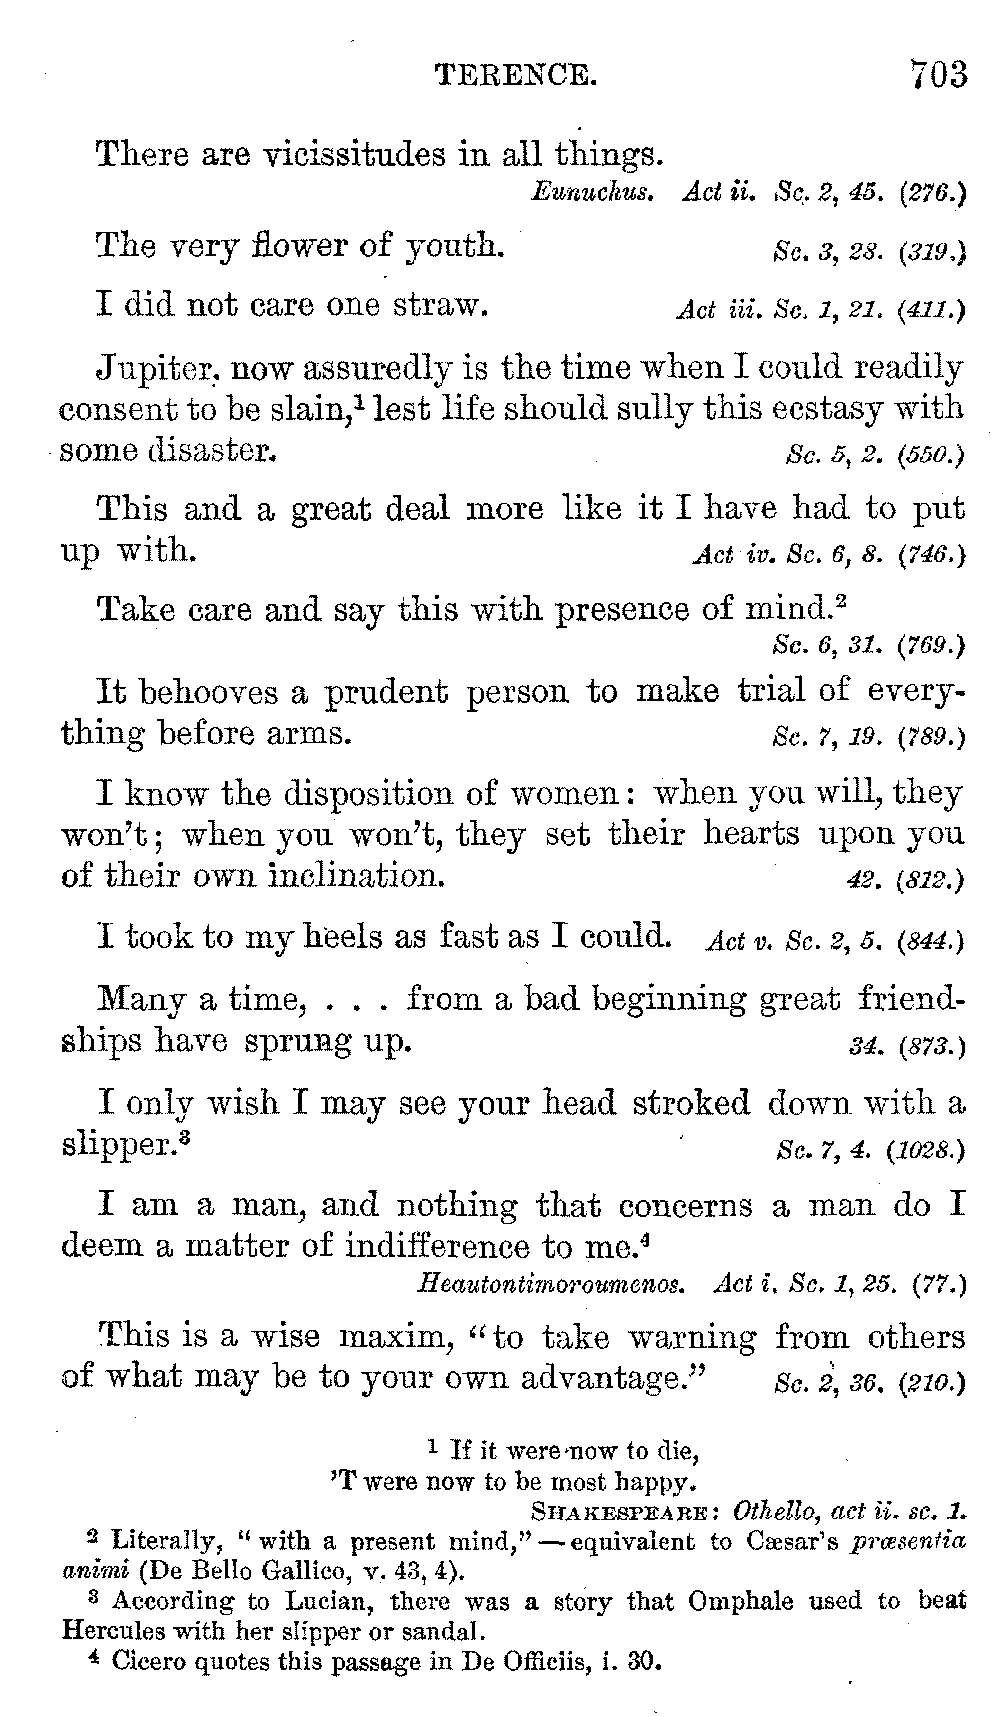 TERENCE. 703
There are vicissitudes in all things.
Eunuchus. Act ii. Sc. 2, 45. (276.)
The very flower of youth. Sc. 3, 28. (319.)
I did not care one straw. Act iii. Sc. 1, 21. (411.)
Jupiter, now assuredly is the time when I could readily
consent to be slain,¹ lest life should sully this ecstasy with
some disaster. Sc. 5, 2. (550.)
This and a great deal more like it I have had to put
up with. Act iv. Sc. 6, 8. (746.)
Take care and say this with presence of mind.²
Sc. 6, 31. (769.)
It behooves a prudent person to make trial of every-
thing before arms. Sc. 7, 19. (789.)
I know the disposition of women: when you will, they
won't; when you won't, they set their hearts upon you
of their own inclination. 42. (812.)
I took to my heels as fast as I could. Act v. Sc. 2, 5. (844.)
Many a time, . . . from a bad beginning great friend-
ships have sprung up. 34. (873.)
I only wish I may see your head stroked down with a
slipper.³ Sc. 7, 4. (1028.)
I am a man, and nothing that concerns a man do I
deem a matter of indifference to me.⁴
Heautontimoroumenos. Act i. Sc. 1, 25. (77.)
This is a wise maxim, "to take warning from others
of what may be to your own advantage." Sc. 2, 36. (210.)
¹ If it were now to die,
'T were now to be most happy.
SHAKESPEARE: Othello, act ii. sc. 1.
² Literally, "with a present mind,"—equivalent to Cæsar's præsentia
animi (De Bello Gallico, v. 43, 4).
³ According to Lucian, there was a story that Omphale used to beat
Hercules with her slipper or sandal.
⁴ Cicero quotes this passage in De Officiis, i. 30.